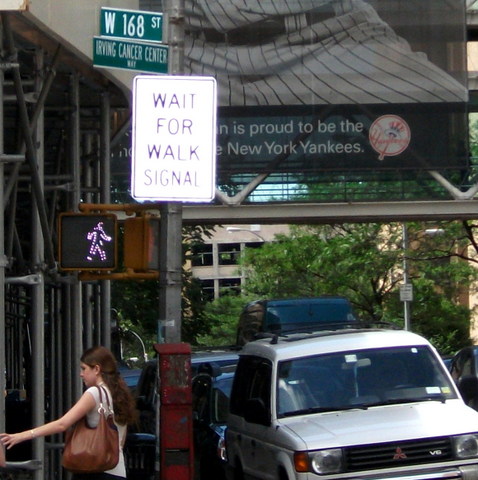 W 168 ST
IRVING CANCER CENTER
WAY
WAIT
FOR
WALK
SIGNAL
is proud to be the
New York Yankees.
V6